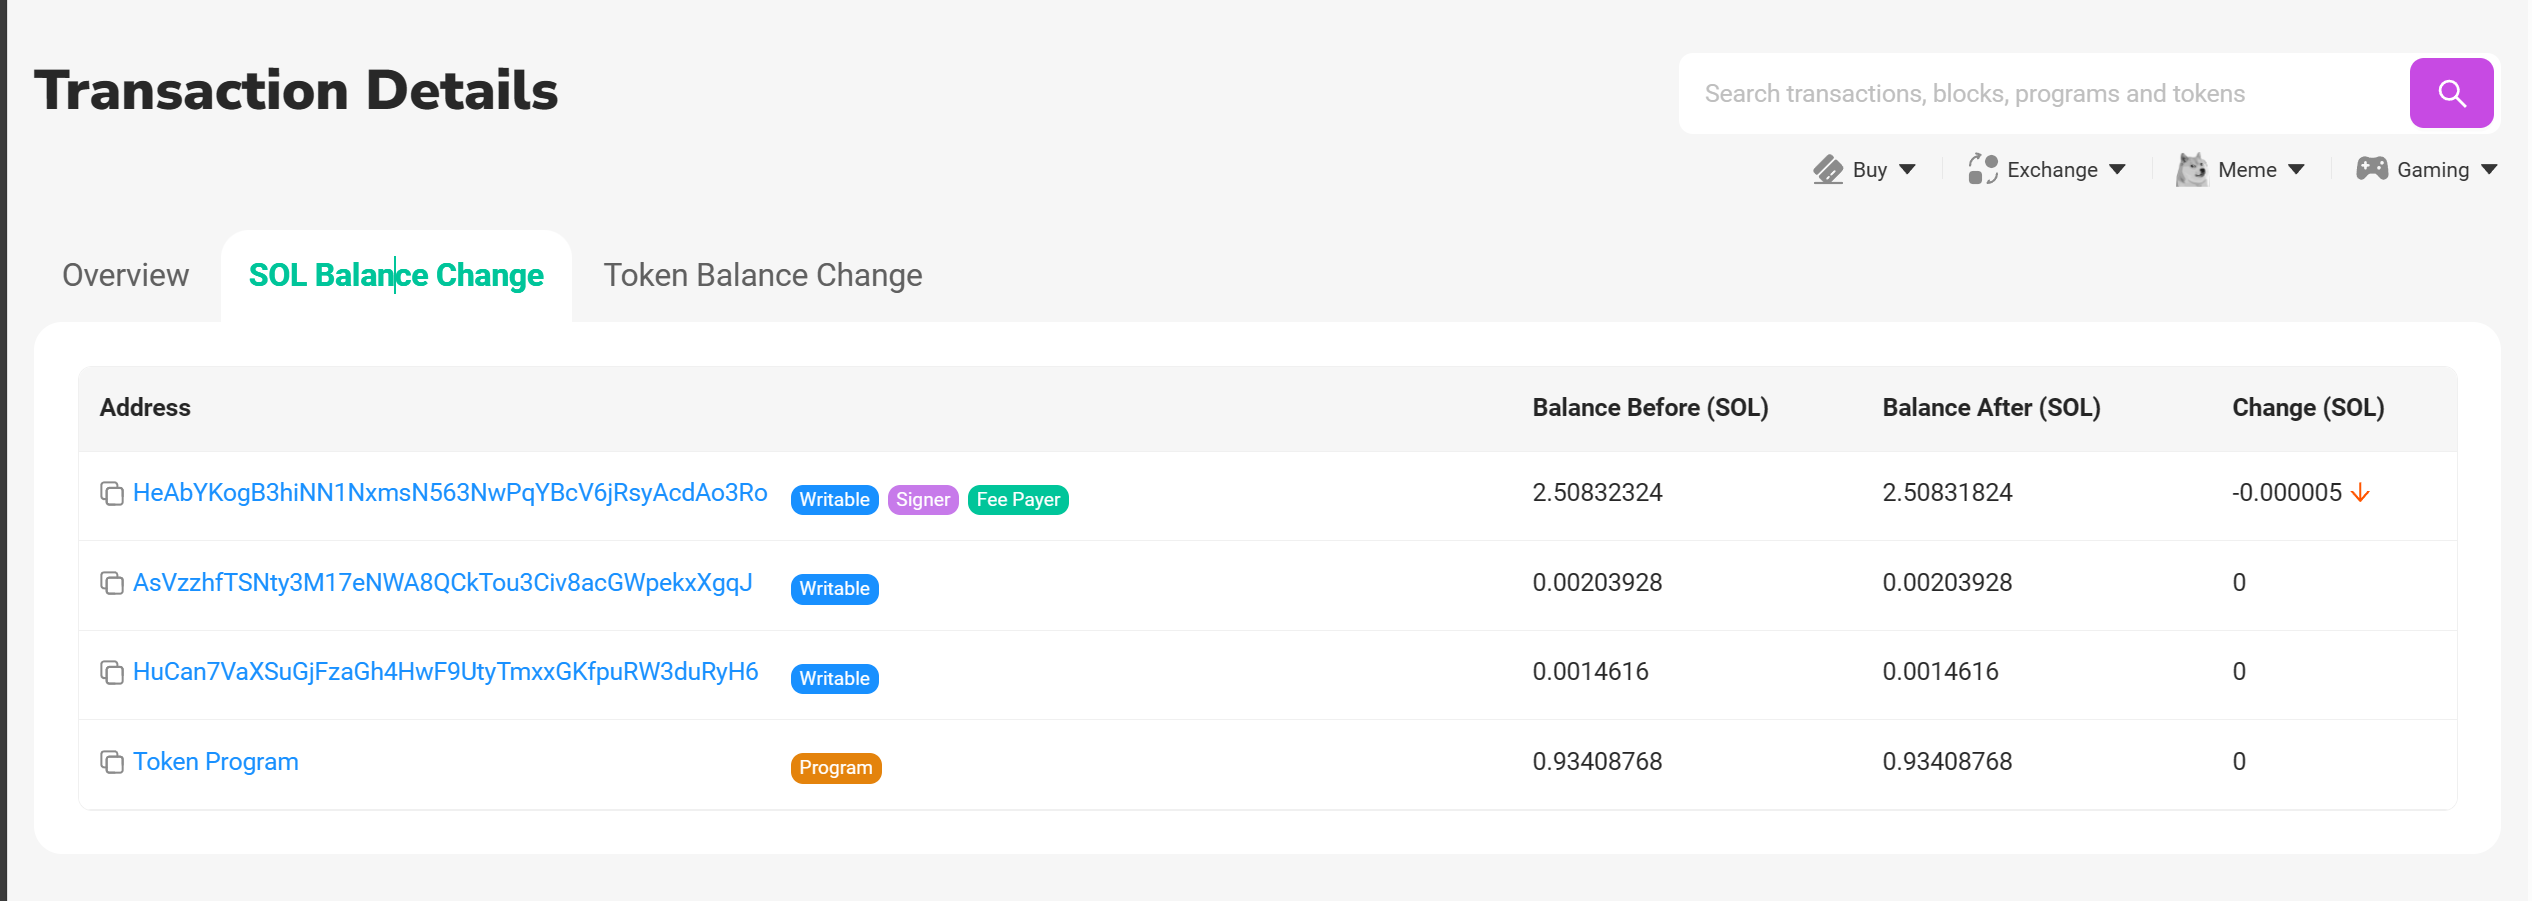 Transaction Details
Search transactions, blocks, programs and tokens
Buy Exchange Meme Gaming
Overview SOL Balance Change Token Balance Change
Address Balance Before (SOL) Balance After (SOL) Change (SOL)
HeAbYKogB3hiNN1NxmsN563NwPqYBcV6jRsyAcdAo3Ro Writable Signer Fee Payer 2.50832324 2.50831824 -0.000005
AsVzzhfTSNty3M17eNWA8QCkTou3Civ8acGWpekxXgqJ Writable 0.00203928 0.00203928 0
HuCan7VaXSuGjFzaGh4HwF9UtyTmxxGKfpuRW3duRyH6 Writable 0.0014616 0.0014616 0
Token Program Program 0.93408768 0.93408768 0